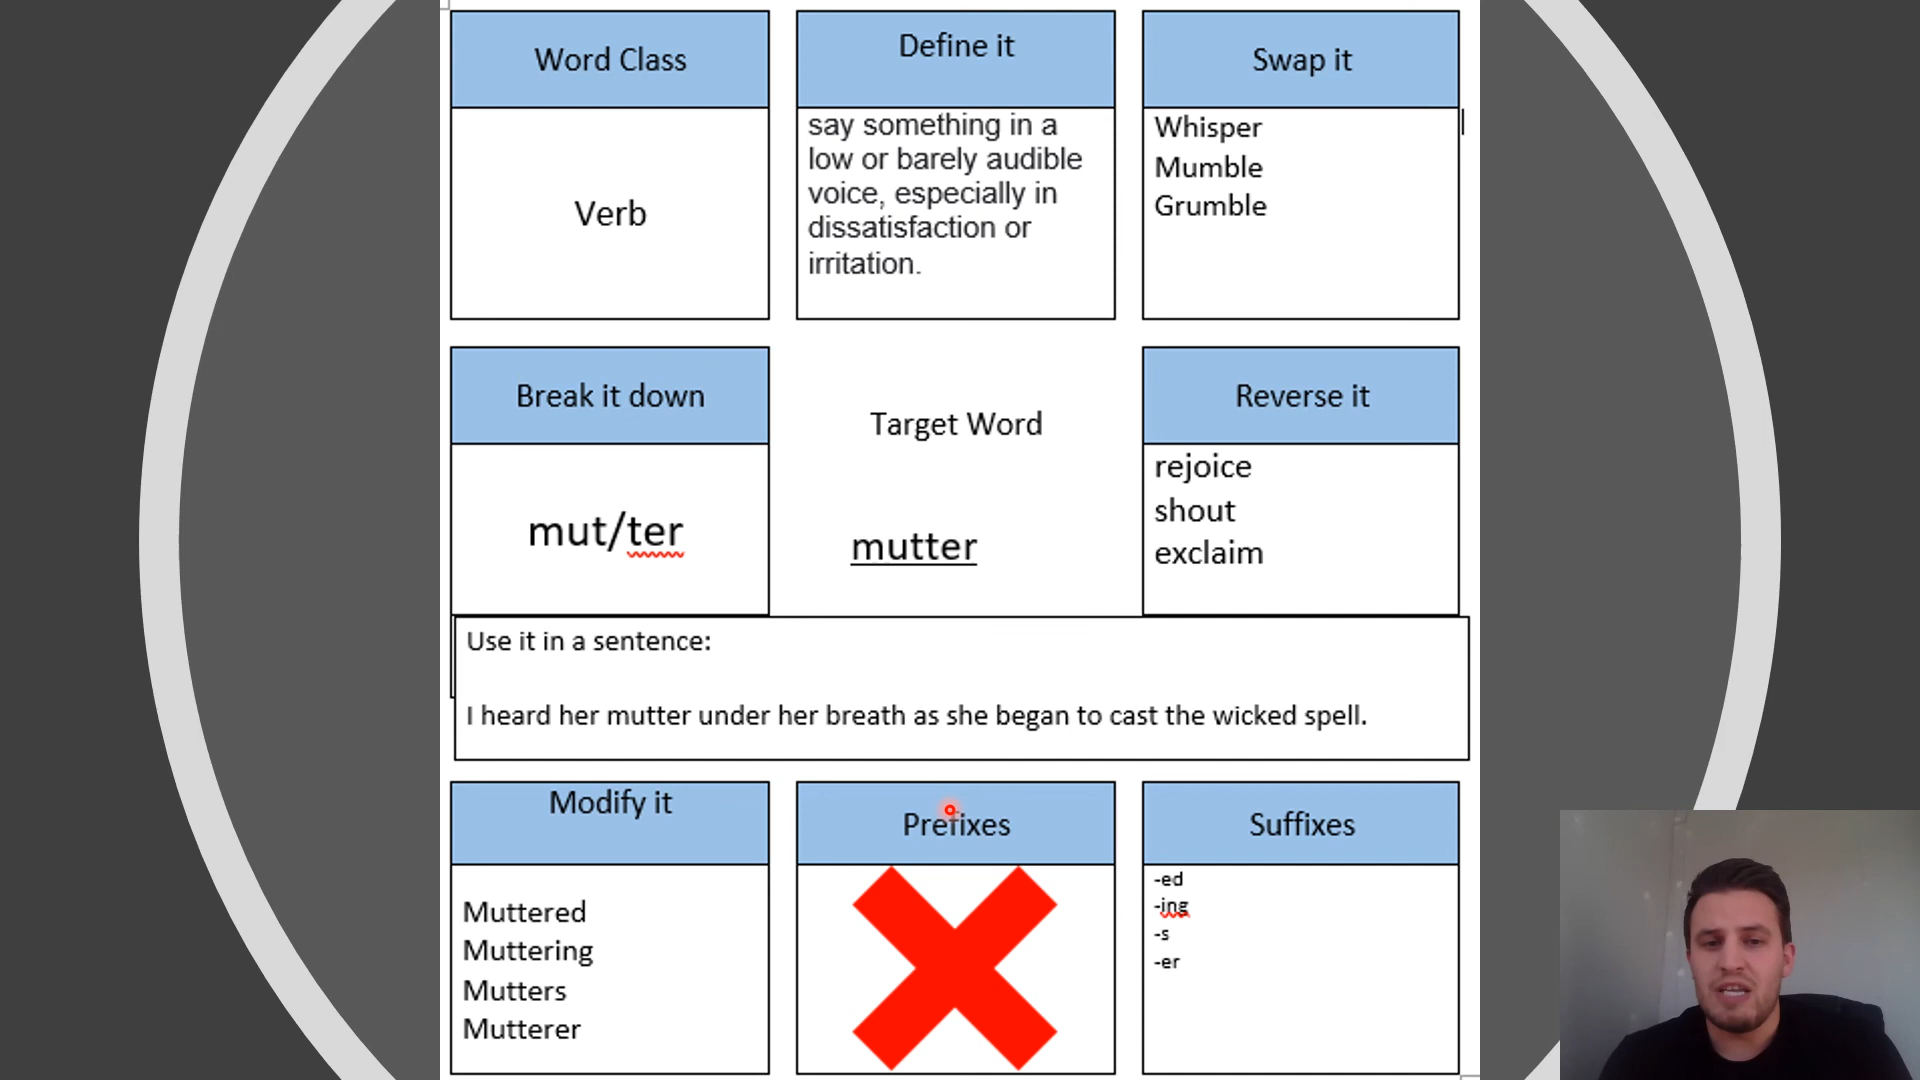 Word Class
Verb
Define it
say something in a
low or barely audible
voice, especially in
dissatisfaction or
irritation.
Swap it
Whisper
Mumble
Grumble
Break it down
mut/ter
Target Word
mutter
Reverse it
rejoice
shout
exclaim
Use it in a sentence:
I heard her mutter under her breath as she began to cast the wicked spell.
Modify it
Muttered
Muttering
Mutters
Mutterer
Prefixes
Suffixes
-ed
-ing
-s
-er